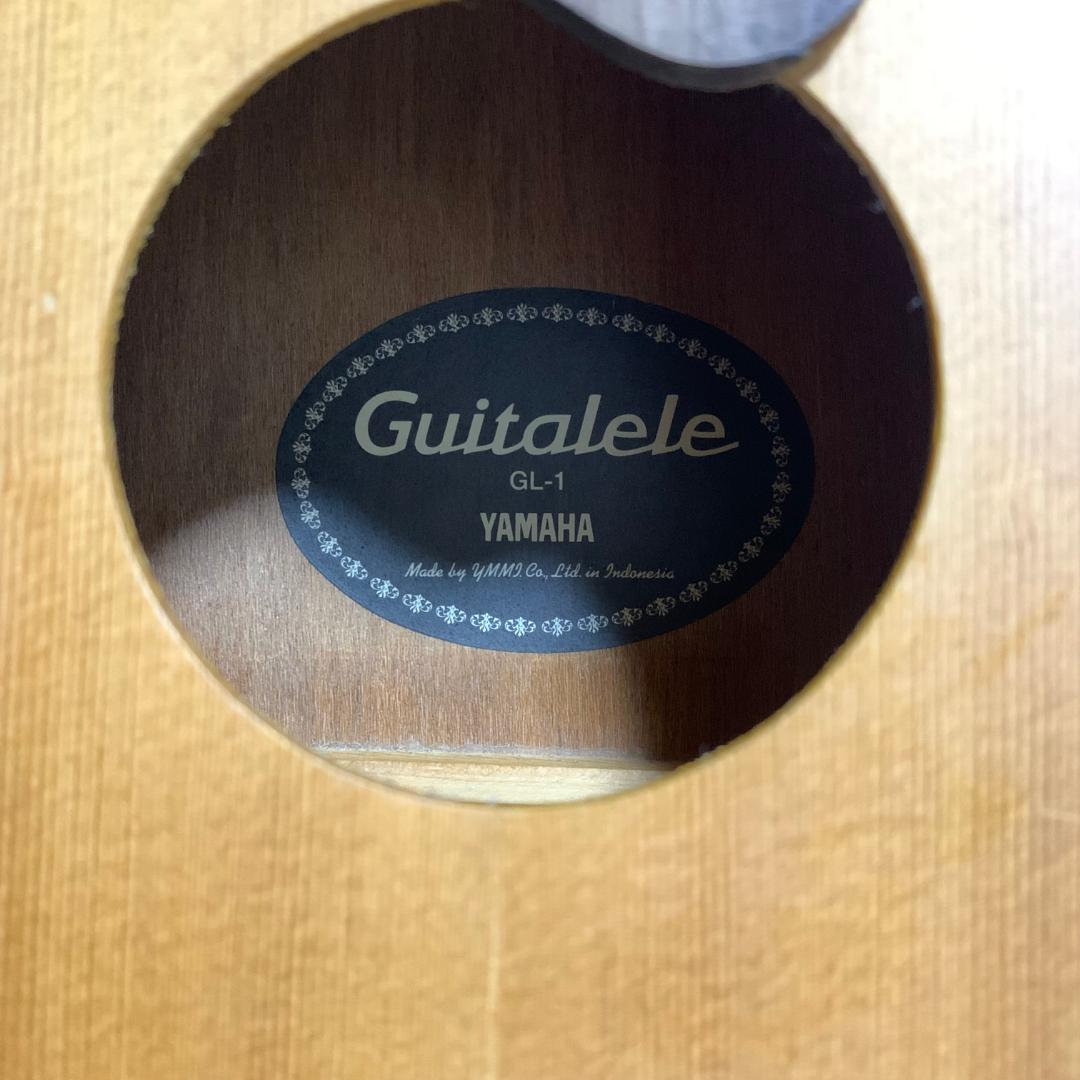 Guitalele
GL-1
YAMAHA
Made by YMMI. Co., Ltd. in Indonesia